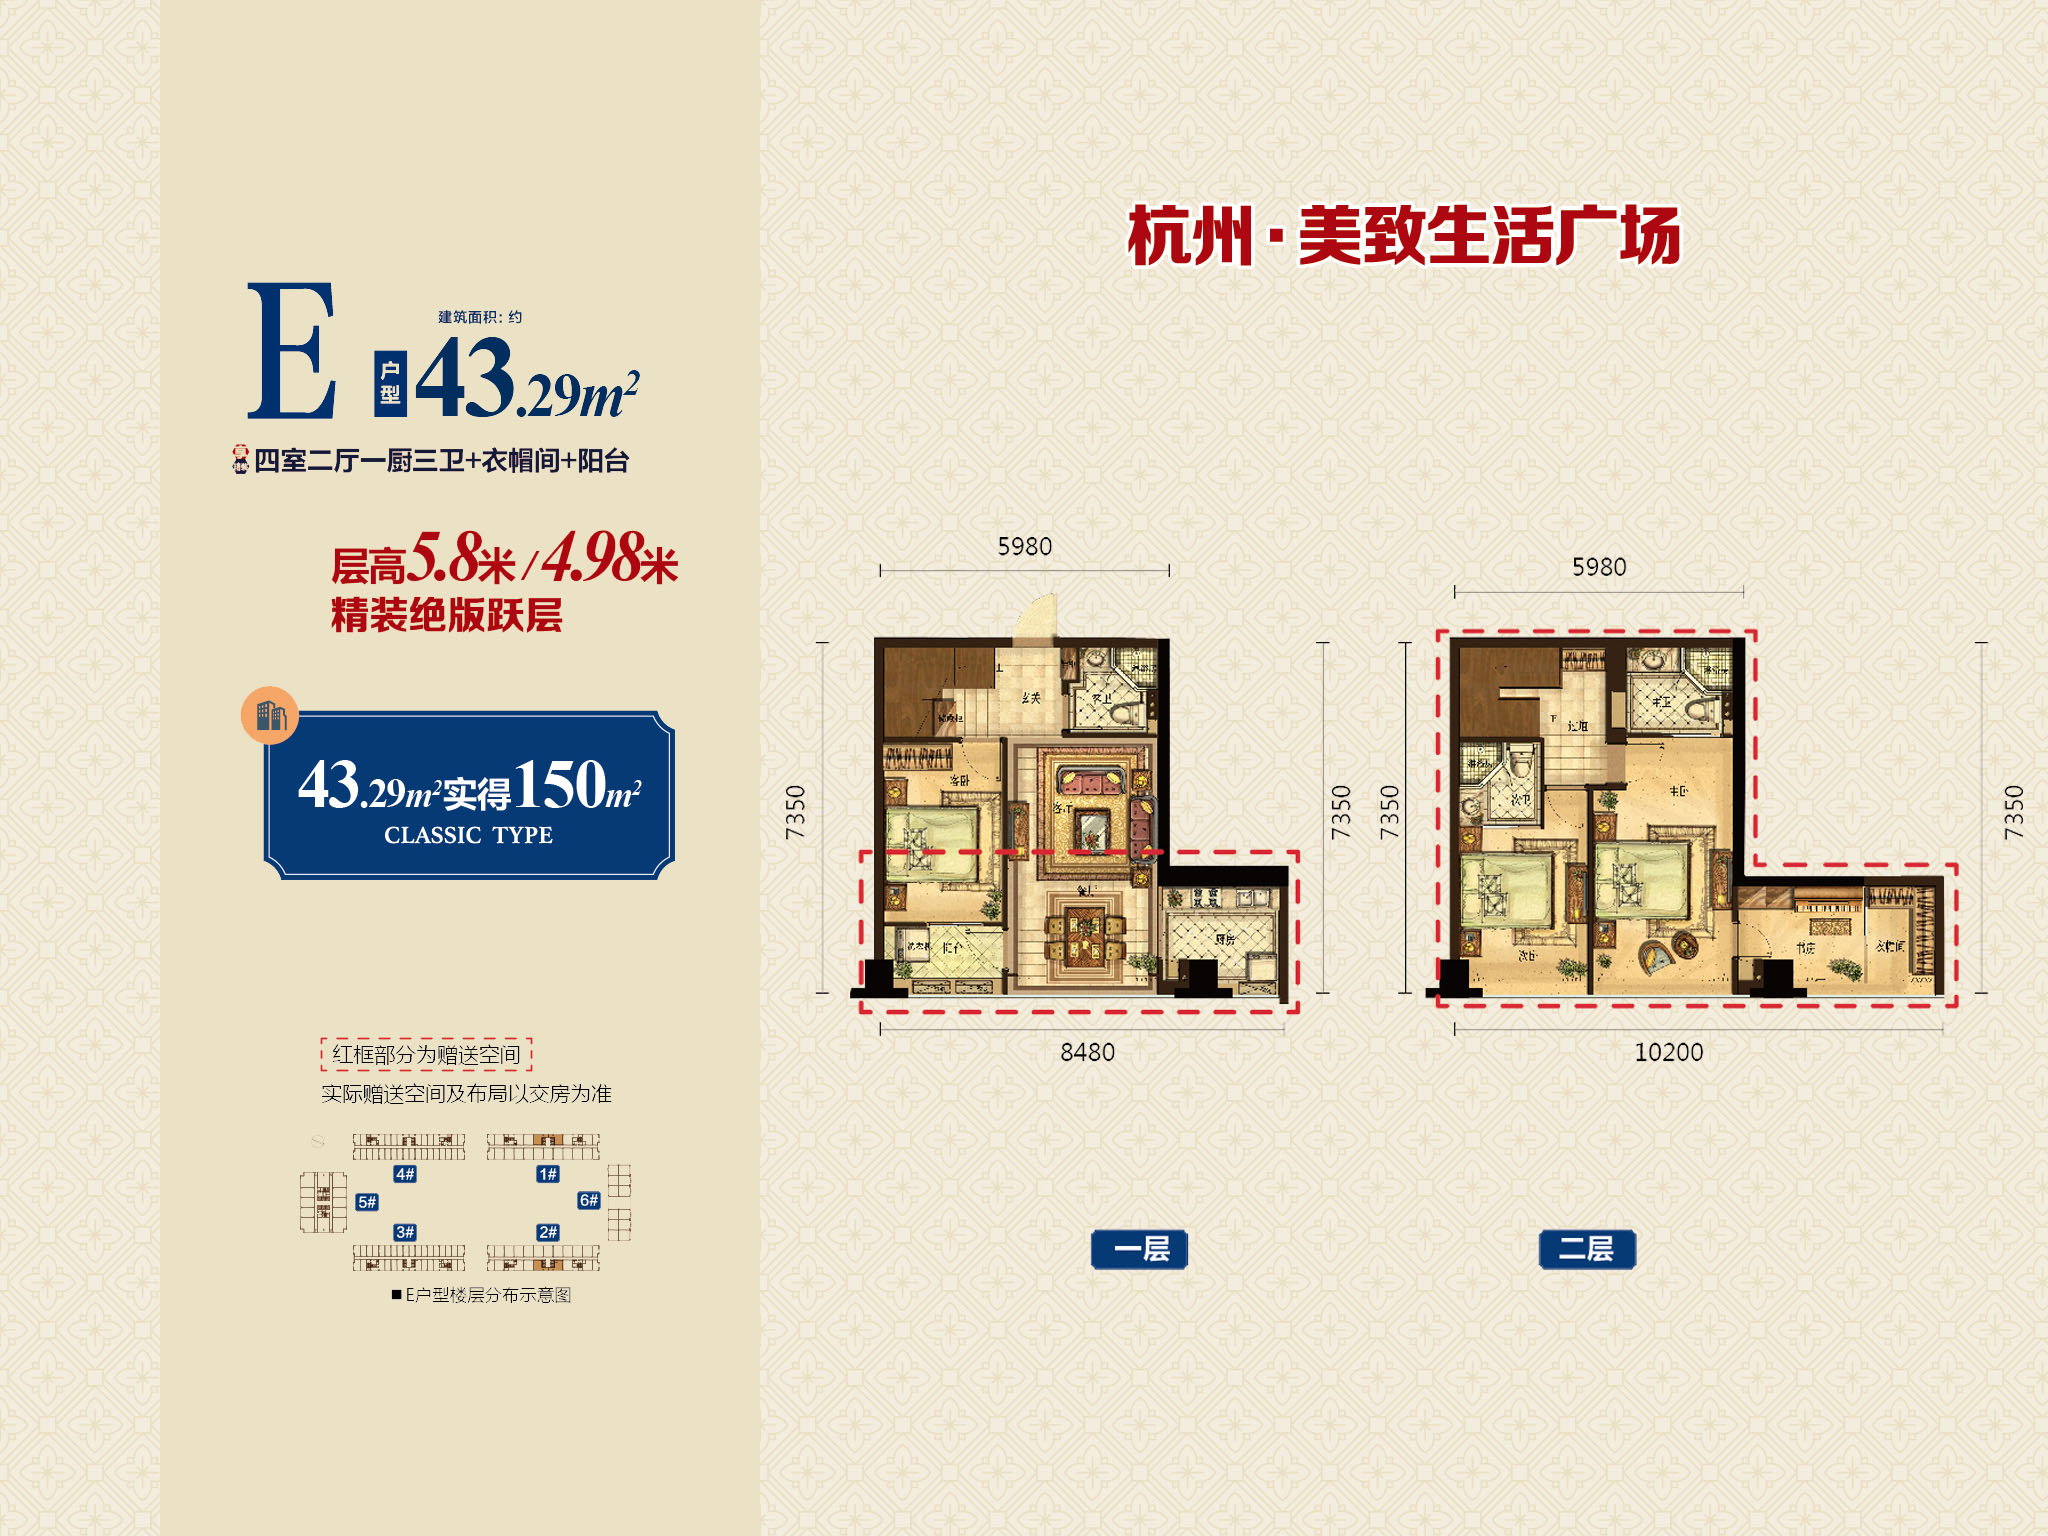 杭州·美致生活广场
E
户型
建筑面积: 约
43.29m²
四室二厅一厨三卫+衣帽间+阳台
层高5.8米/4.98米
精装绝版跃层
43.29m²实得150m²
CLASSIC TYPE
红框部分为赠送空间
实际赠送空间及布局以交房为准
4#
1#
5#
6#
3#
2#
■E户型楼层分布示意图
5980
7350
7350
8480
上
玄关
客卫
客卧
客厅
餐厅
厨房
一层
5980
7350
7350
10200
下
过道
主卫
次卫
主卧
次卧
书房
衣帽间
二层